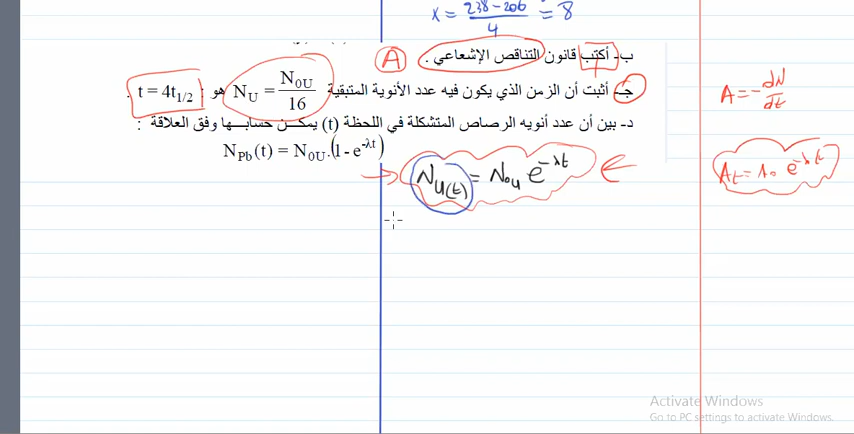 x = (238 - 206)/4 = 8
ب- أكتب قانون التناقص الإشعاعي .
A
جـ- أثبت أن الزمن الذي يكون فيه عدد الأنوية المتبقية N_U = N_0U/16 هو : t = 4t_1/2 .
A = -dN/dt
د- بين أن عدد أنويه الرصاص المتشكلة في اللحظة (t) يمكن حسابها وفق العلاقة :
N_Pb(t) = N_0U.(1 - e^-λt)
N_U(t) = N_0U e^-λt
A_t = A_0 e^-λt
Activate Windows
Go to PC settings to activate Windows.